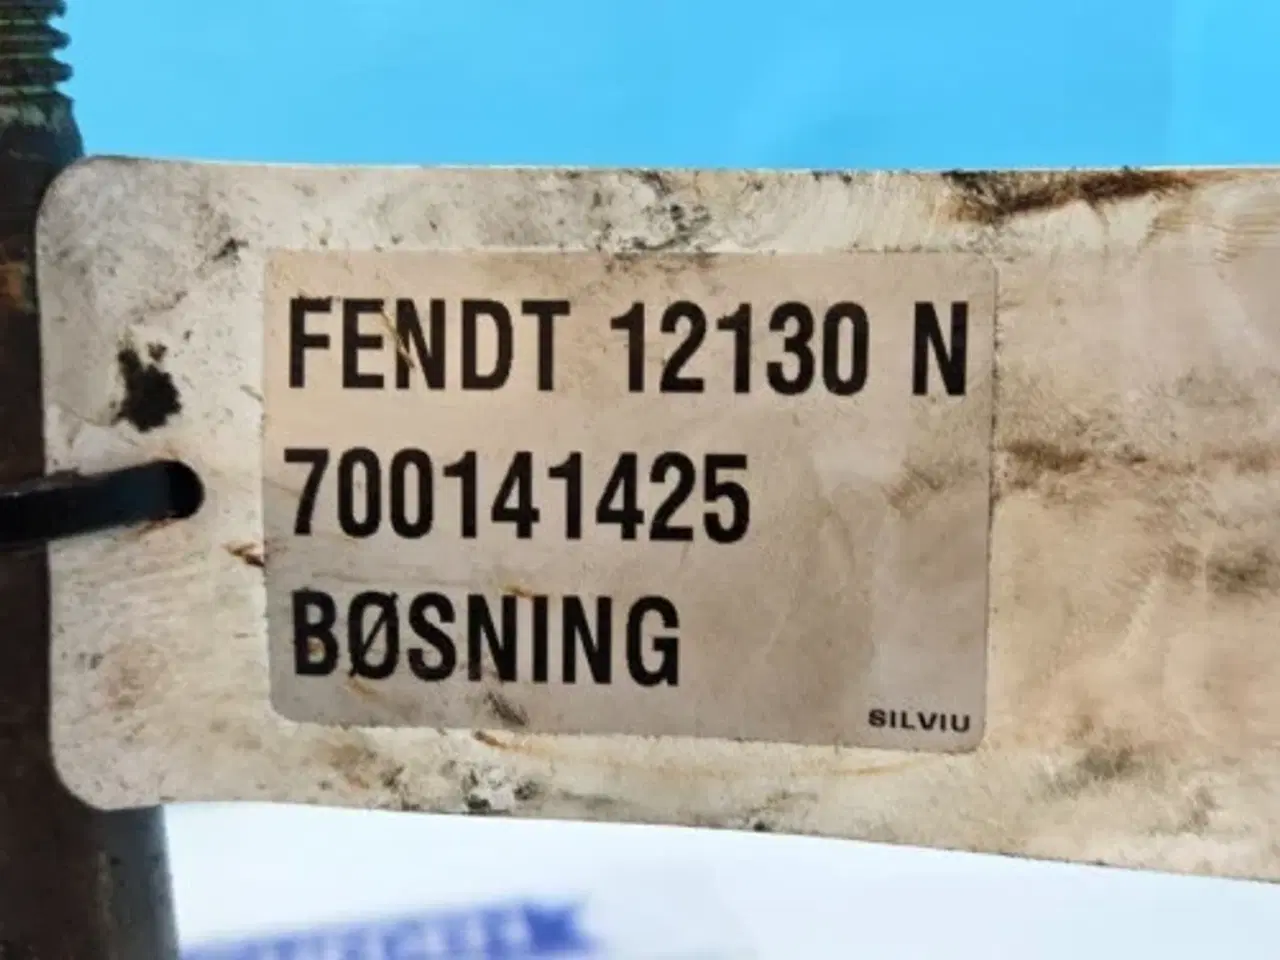 FENDT 12130 N
700141425
BØSNING
SILVIU